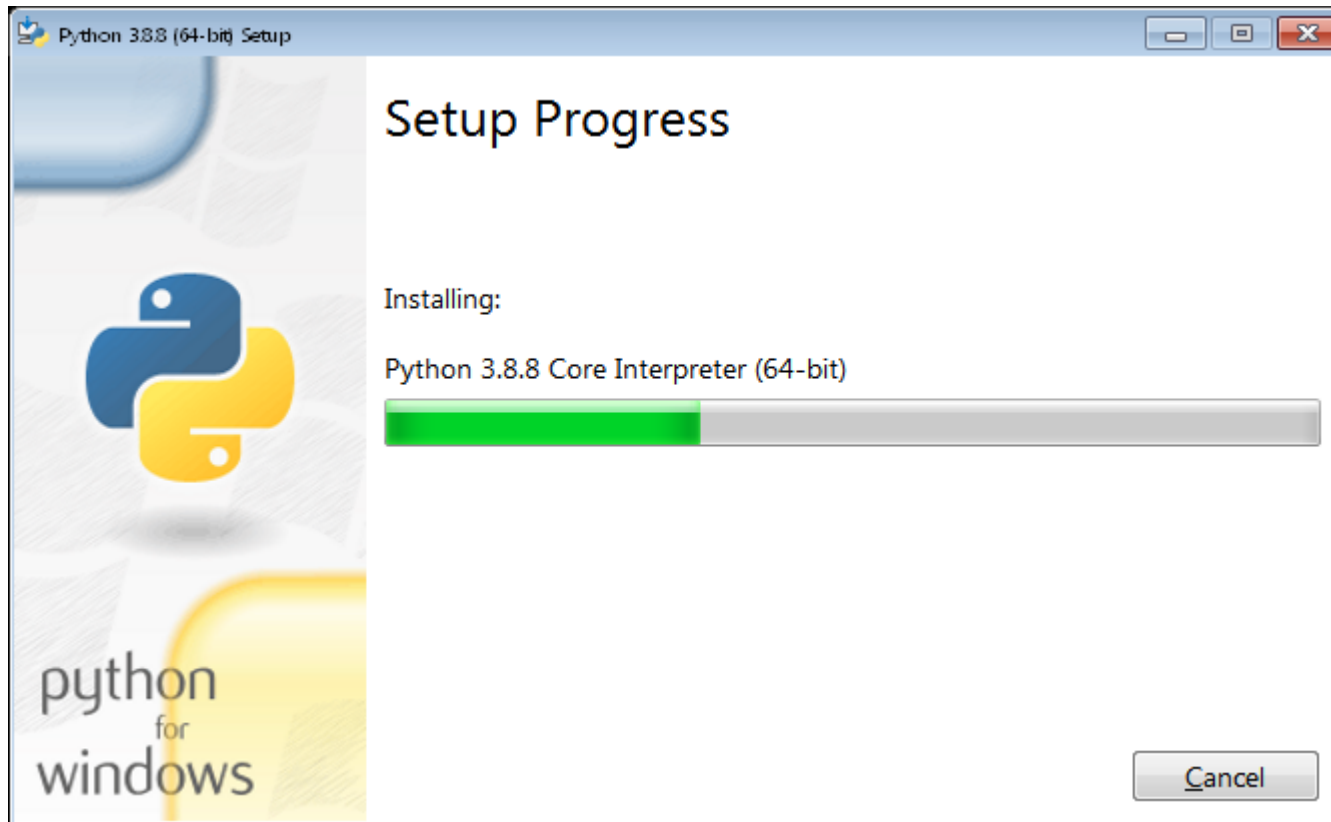 Python 3.8.8 (64-bit) Setup
Setup Progress
Installing:
Python 3.8.8 Core Interpreter (64-bit)
python
for
windows
Cancel